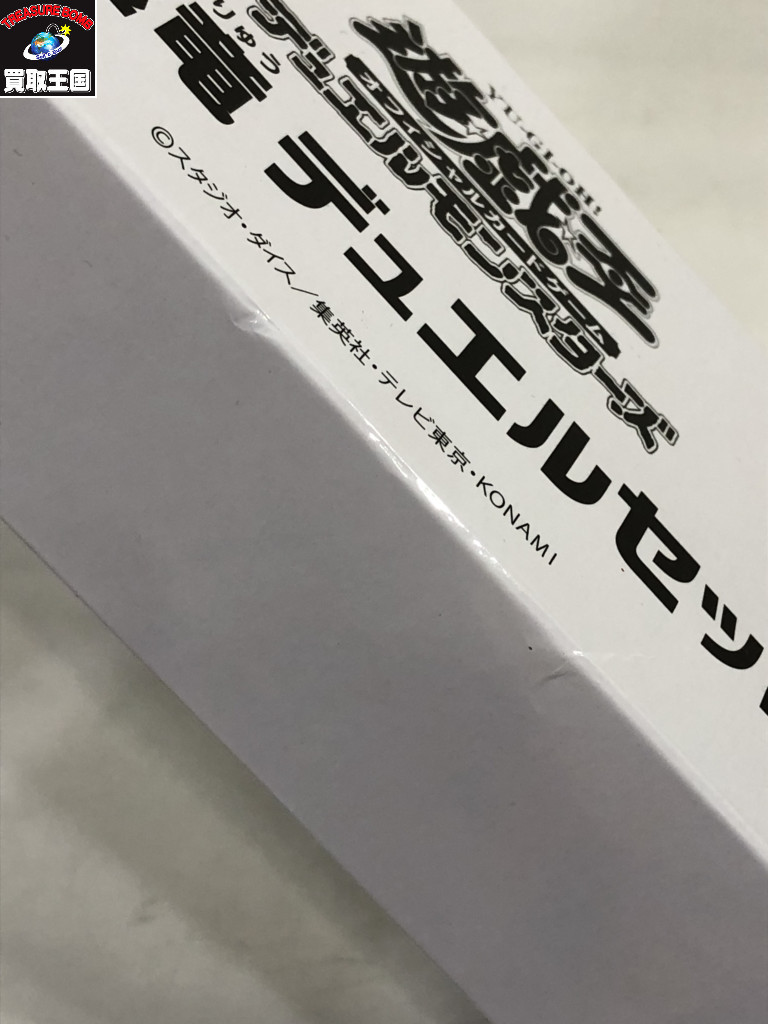 TREASURE BOMB
買取王国
YU-GI-OH!
遊戯王
オフィシャルカードゲーム
デュエルモンスターズ
りゅう
竜 デュエルセッ
©スタジオ・ダイス/集英社・テレビ東京・KONAMI